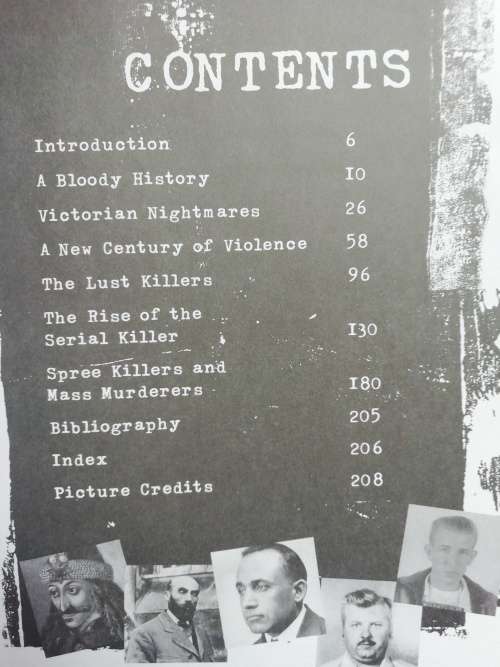 CONTENTS
Introduction 6
A Bloody History 10
Victorian Nightmares 26
A New Century of Violence 58
The Lust Killers 96
The Rise of the
Serial Killer 130
Spree Killers and
Mass Murderers 180
Bibliography 205
Index 206
Picture Credits 208